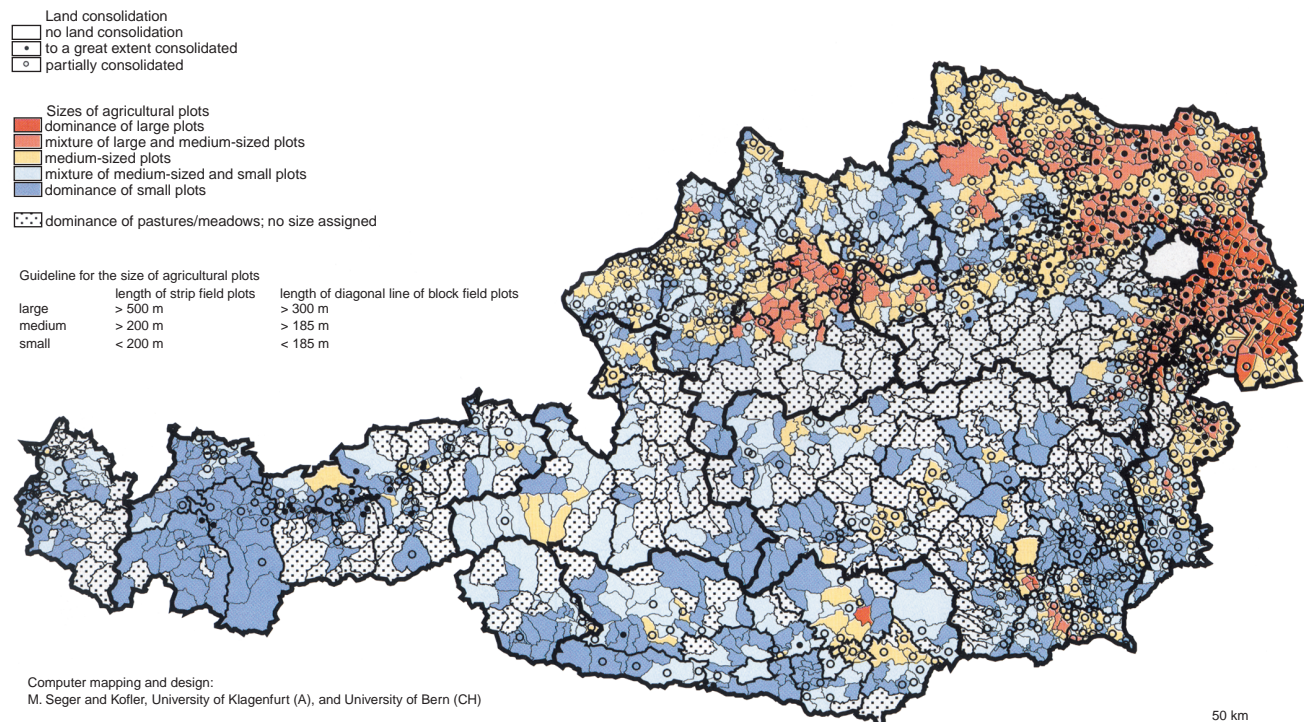 Land consolidation
no land consolidation
to a great extent consolidated
partially consolidated
Sizes of agricultural plots
dominance of large plots
mixture of large and medium-sized plots
medium-sized plots
mixture of medium-sized and small plots
dominance of small plots
dominance of pastures/meadows; no size assigned
Guideline for the size of agricultural plots
length of strip field plots length of diagonal line of block field plots
large > 500 m > 300 m
medium > 200 m > 185 m
small < 200 m < 185 m
Computer mapping and design:
M. Seger and Kofler, University of Klagenfurt (A), and University of Bern (CH)
50 km